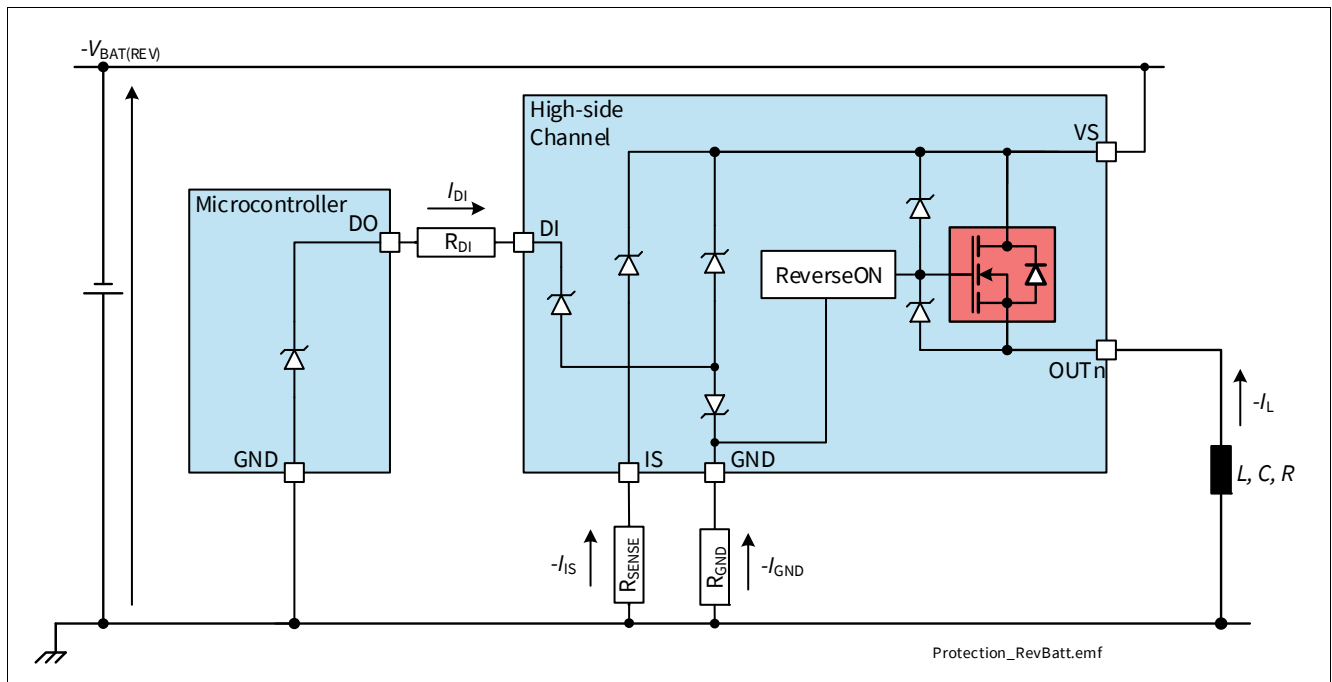 -VBAT(REV)
High-side
Channel
VS
Microcontroller
DO
IDI
RDI
DI
ReverseON
OUTn
-IL
GND
IS
GND
L, C, R
-IIS
RSENSE
RGND
-IGND
Protection_RevBatt.emf